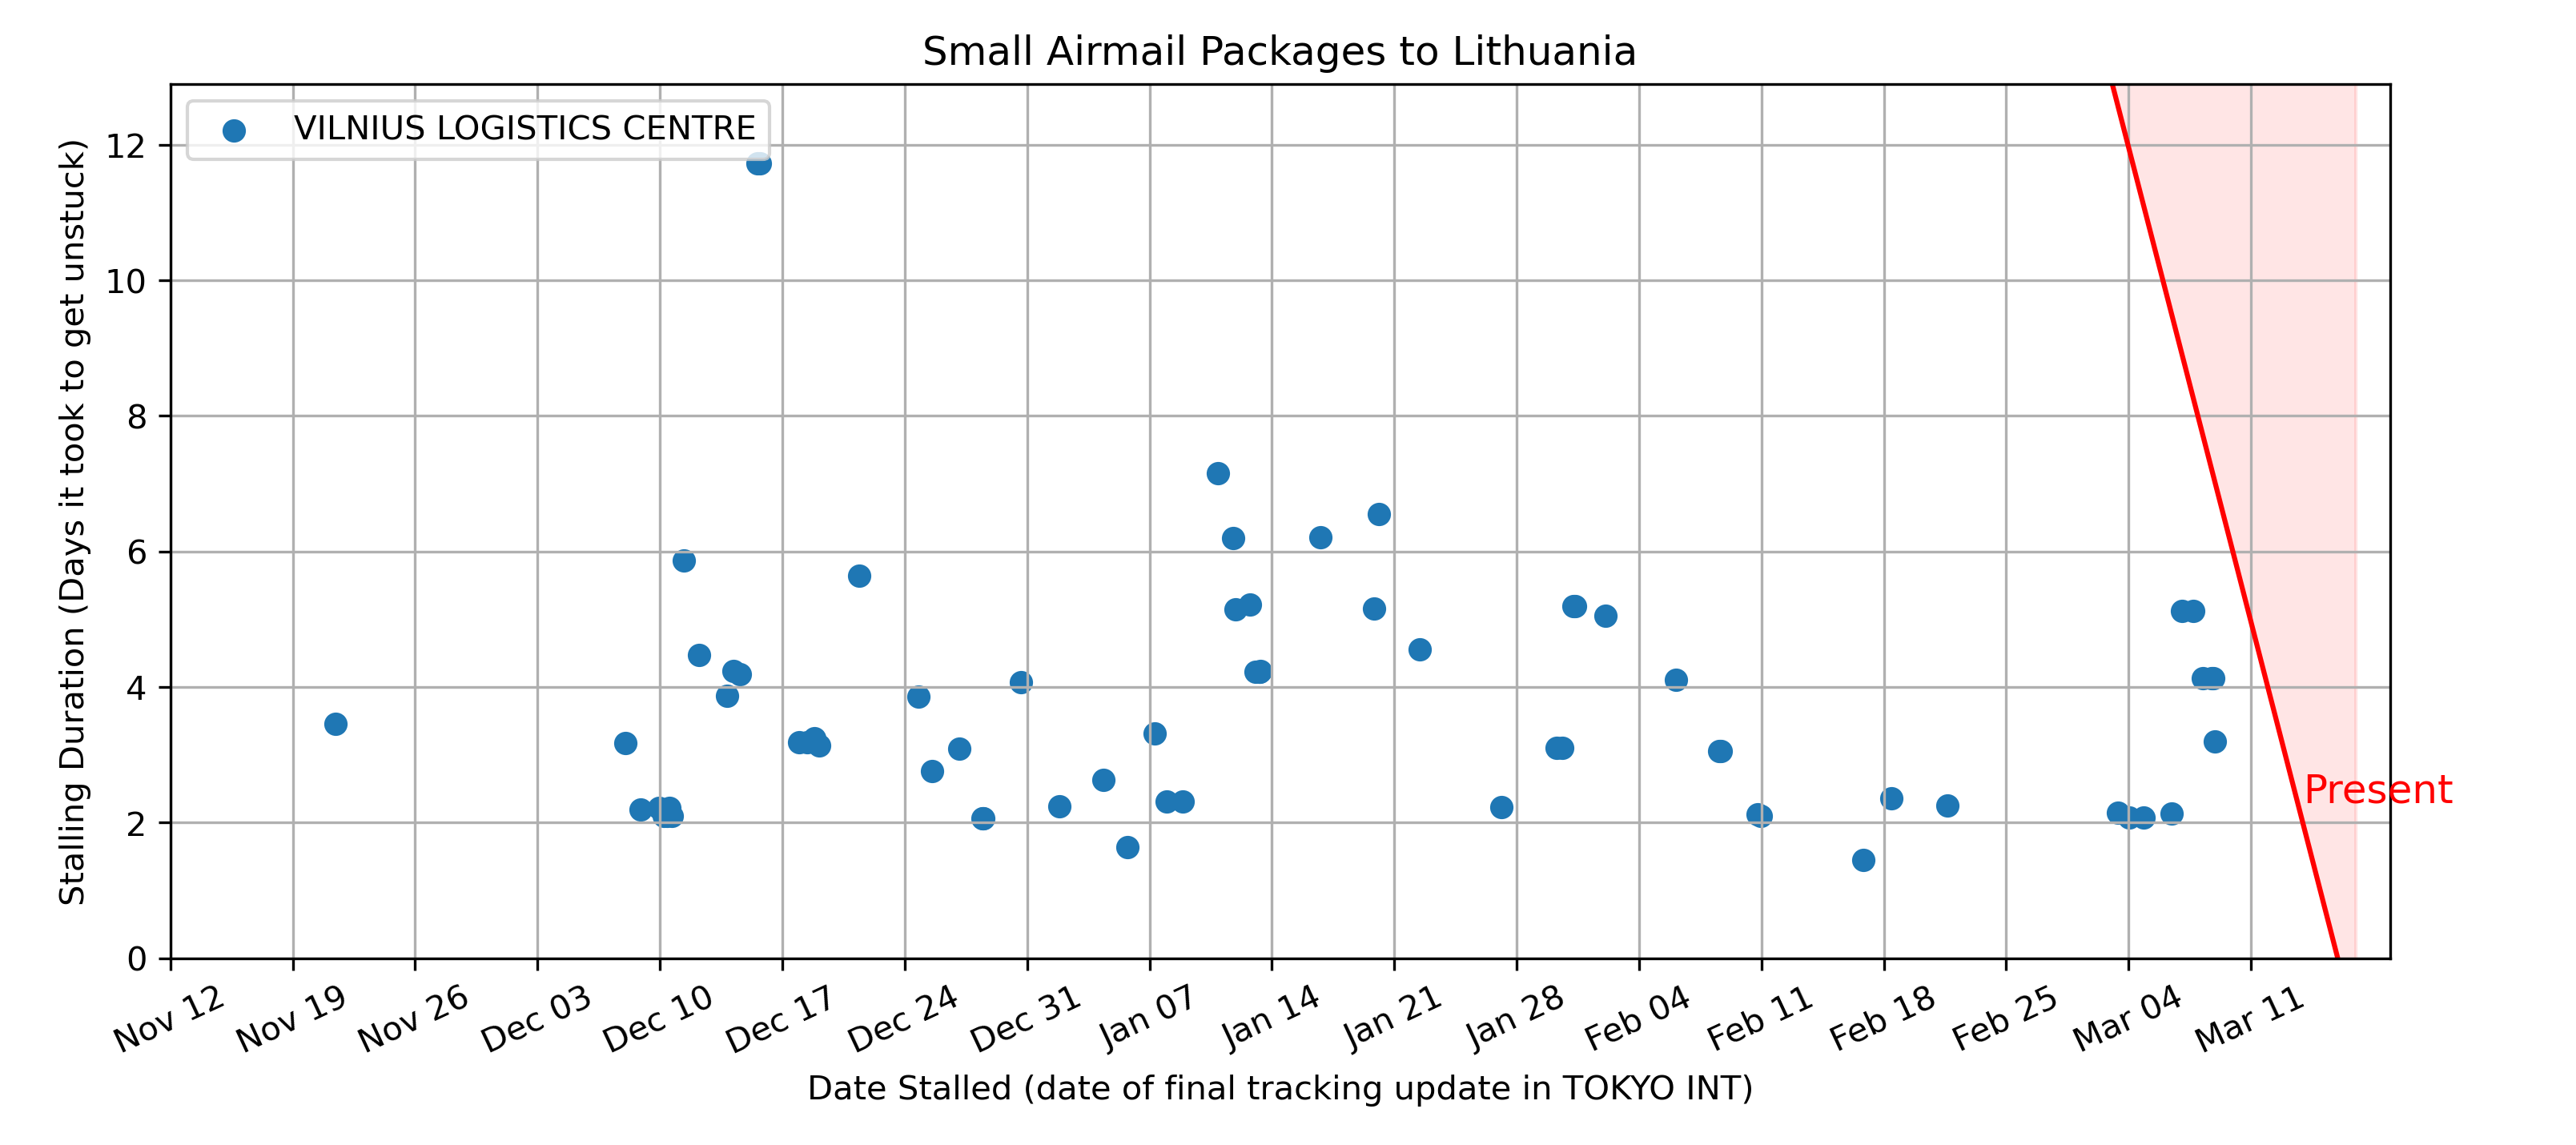 Small Airmail Packages to Lithuania
VILNIUS LOGISTICS CENTRE
Stalling Duration (Days it took to get unstuck)
12
10
8
6
4
2
0
Present
Nov 12
Nov 19
Nov 26
Dec 03
Dec 10
Dec 17
Dec 24
Dec 31
Jan 07
Jan 14
Jan 21
Jan 28
Feb 04
Feb 11
Feb 18
Feb 25
Mar 04
Mar 11
Date Stalled (date of final tracking update in TOKYO INT)